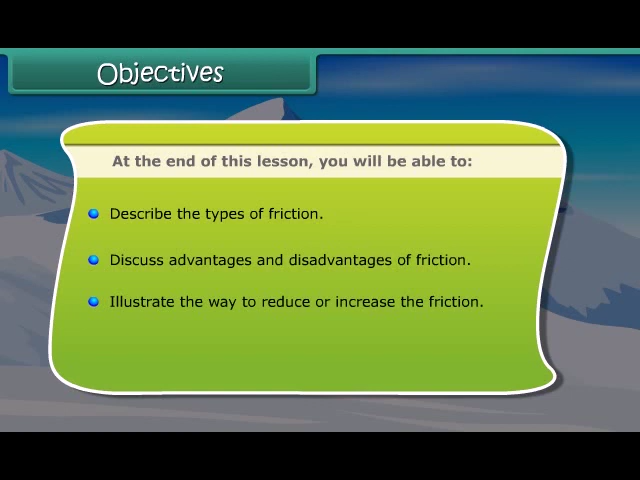 Objectives
At the end of this lesson, you will be able to:
Describe the types of friction.
Discuss advantages and disadvantages of friction.
Illustrate the way to reduce or increase the friction.